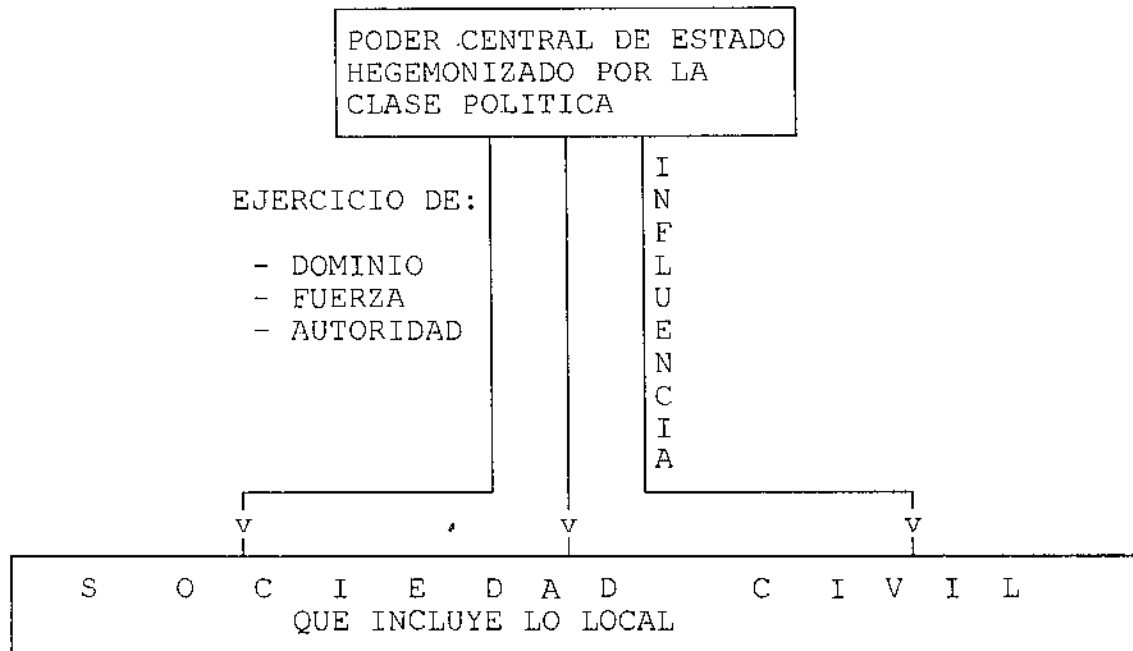 PODER CENTRAL DE ESTADO
HEGEMONIZADO POR LA
CLASE POLITICA
EJERCICIO DE:
- DOMINIO
- FUERZA
- AUTORIDAD
INFLUENCIA
v v v
SOCIEDAD CIVIL
QUE INCLUYE LO LOCAL